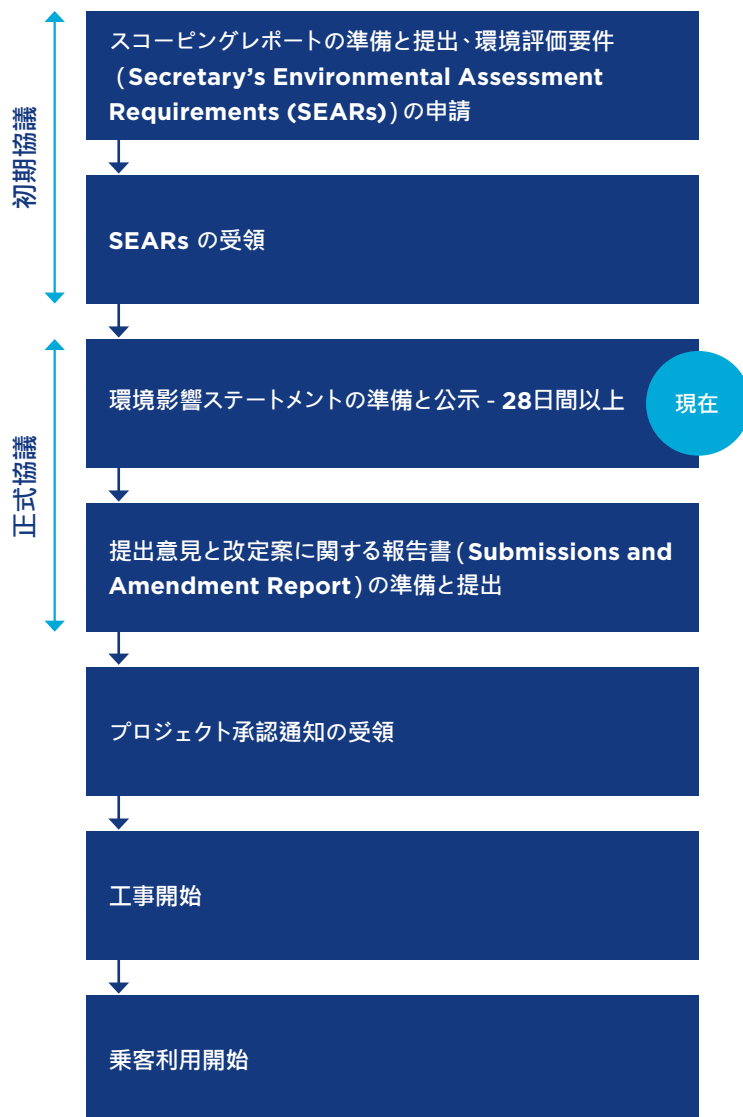 初期協議
スコーピングレポートの準備と提出、環境評価要件
(Secretary’s Environmental Assessment
Requirements (SEARs))の申請
SEARs の受領
正式協議
環境影響ステートメントの準備と公示 - 28日間以上
現在
提出意見と改定案に関する報告書(Submissions and
Amendment Report)の準備と提出
プロジェクト承認通知の受領
工事開始
乗客利用開始